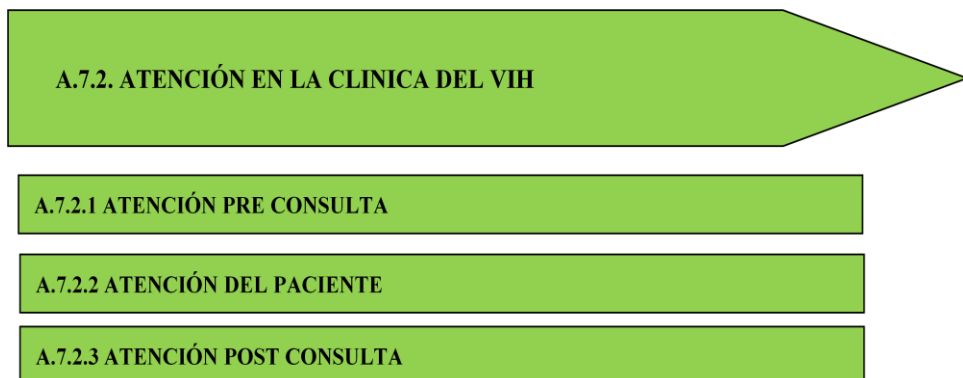 A.7.2. ATENCIÓN EN LA CLINICA DEL VIH
A.7.2.1 ATENCIÓN PRE CONSULTA
A.7.2.2 ATENCIÓN DEL PACIENTE
A.7.2.3 ATENCIÓN POST CONSULTA